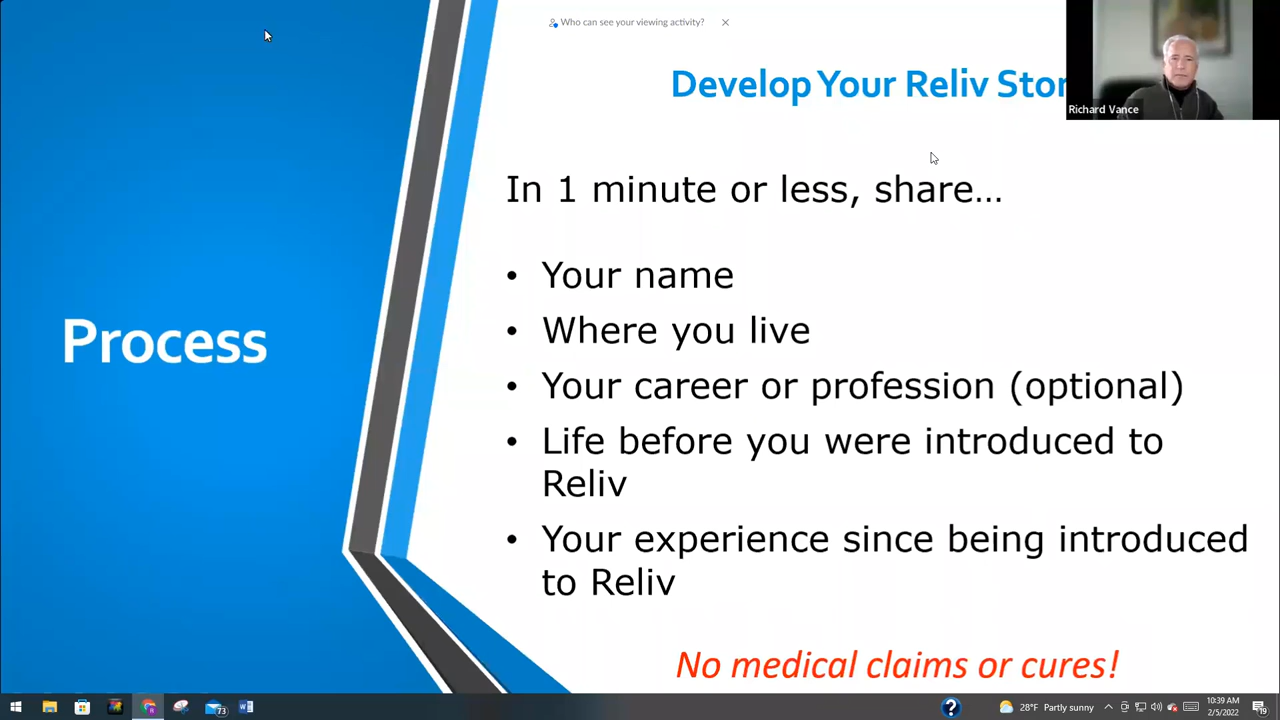 Who can see your viewing activity?
Develop Your Reliv Stor
Richard Vance
In 1 minute or less, share…
• Your name
• Where you live
• Your career or profession (optional)
• Life before you were introduced to
Reliv
• Your experience since being introduced
to Reliv
Process
No medical claims or cures!
73
28°F Partly sunny
10:39 AM
2/5/2022
19